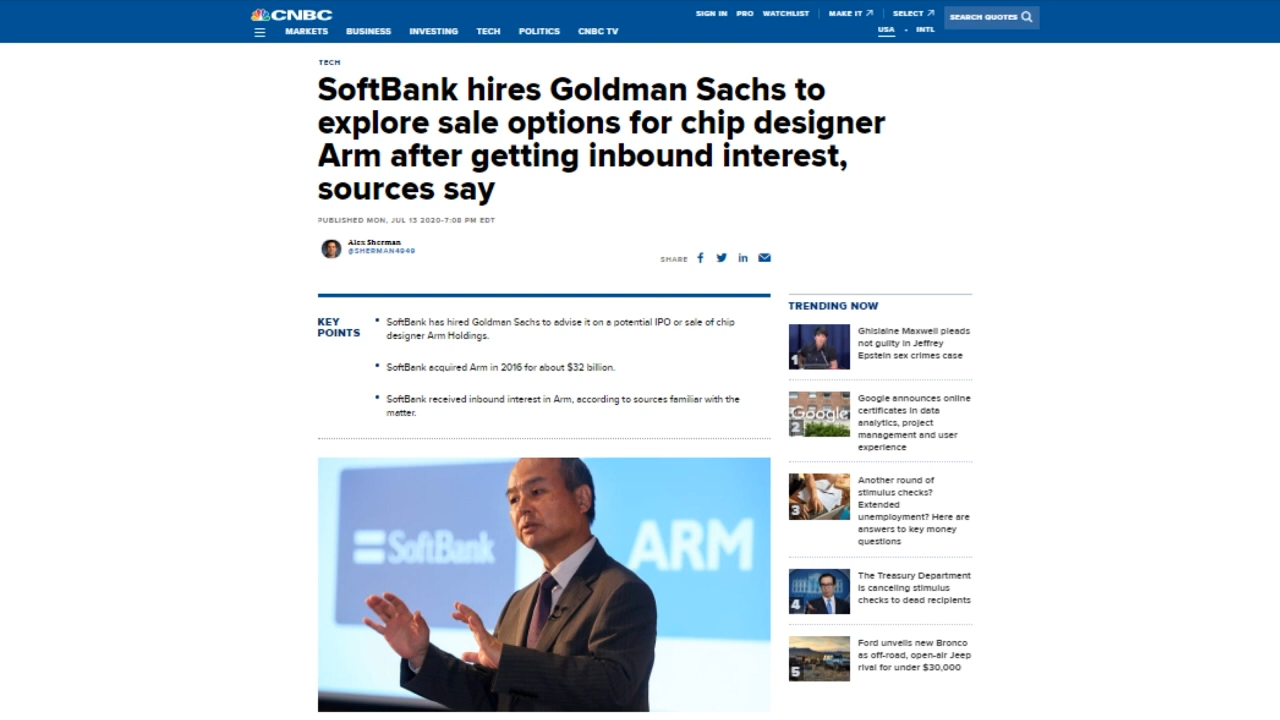 CNBC
SIGN IN PRO WATCHLIST MAKE IT SELECT
SEARCH QUOTES
USA • INTL
MARKETS BUSINESS INVESTING TECH POLITICS CNBC TV
TECH
SoftBank hires Goldman Sachs to
explore sale options for chip designer
Arm after getting inbound interest,
sources say
PUBLISHED MON, JUL 13 2020-7:08 PM EDT
Alex Sherman
@SHERMAN4949
SHARE
KEY
POINTS
SoftBank has hired Goldman Sachs to advise it on a potential IPO or sale of chip
designer Arm Holdings.
SoftBank acquired Arm in 2016 for about $32 billion.
SoftBank received inbound interest in Arm, according to sources familiar with the
matter.
SoftBank
ARM
TRENDING NOW
1
Ghislaine Maxwell pleads
not guilty in Jeffrey
Epstein sex crimes case
Google
2
Google announces online
certificates in data
analytics, project
management and user
experience
3
Another round of
stimulus checks?
Extended
unemployment? Here are
answers to key money
questions
4
The Treasury Department
is canceling stimulus
checks to dead recipients
5
Ford unveils new Bronco
as off-road, open-air Jeep
rival for under $30,000